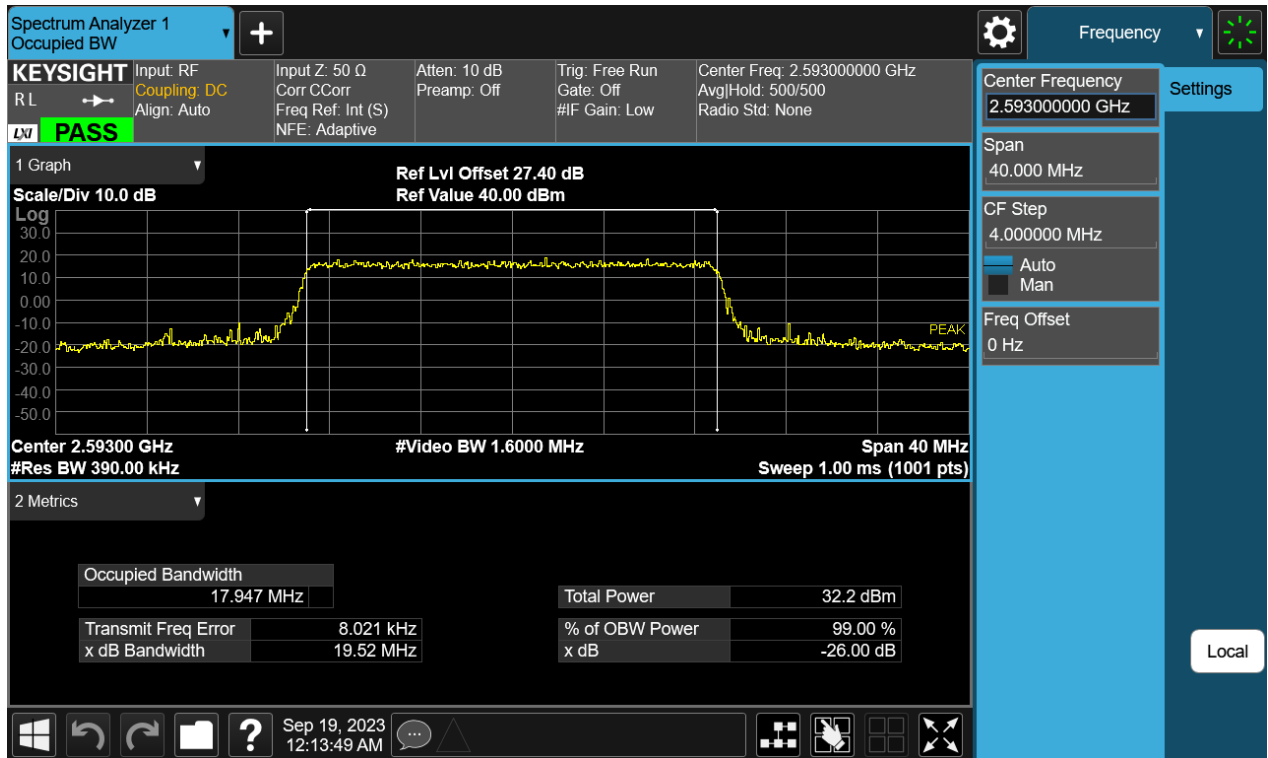 Spectrum Analyzer 1
Occupied BW
+
Frequency
KEYSIGHT
R L
LXI
PASS
Input: RF
Coupling: DC
Align: Auto
Input Z: 50 Ω
Corr CCorr
Freq Ref: Int (S)
NFE: Adaptive
Atten: 10 dB
Preamp: Off
Trig: Free Run
Gate: Off
#IF Gain: Low
Center Freq: 2.593000000 GHz
Avg|Hold: 500/500
Radio Std: None
Center Frequency
2.593000000 GHz
Settings
Span
40.000 MHz
CF Step
4.000000 MHz
Auto
Man
Freq Offset
0 Hz
1 Graph
Scale/Div 10.0 dB
Ref Lvl Offset 27.40 dB
Ref Value 40.00 dBm
Log
30.0
20.0
10.0
0.00
-10.0
-20.0
-30.0
-40.0
-50.0
PEAK
Center 2.59300 GHz
#Video BW 1.6000 MHz
Span 40 MHz
#Res BW 390.00 kHz
Sweep 1.00 ms (1001 pts)
2 Metrics
Occupied Bandwidth
17.947 MHz
Total Power 32.2 dBm
Transmit Freq Error 8.021 kHz
% of OBW Power 99.00 %
x dB Bandwidth 19.52 MHz
x dB -26.00 dB
Local
?
Sep 19, 2023
12:13:49 AM